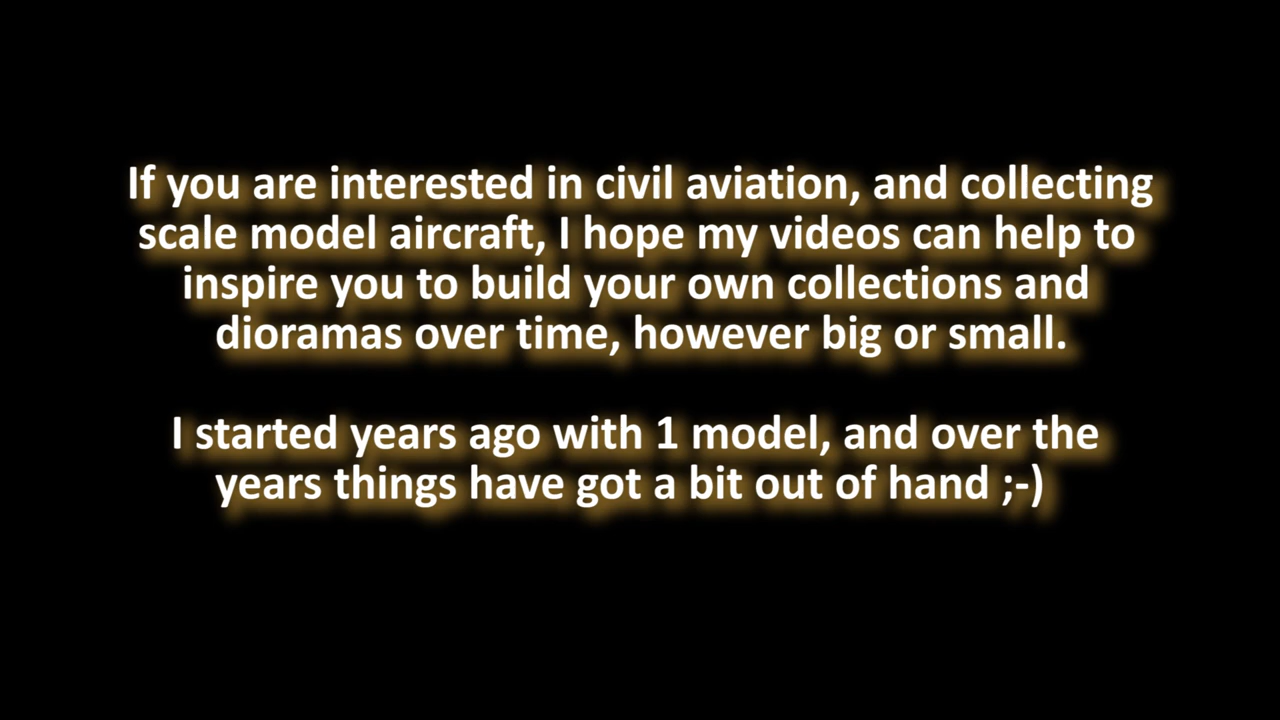 If you are interested in civil aviation, and collecting
scale model aircraft, I hope my videos can help to
inspire you to build your own collections and
dioramas over time, however big or small.
I started years ago with 1 model, and over the
years things have got a bit out of hand ;-)